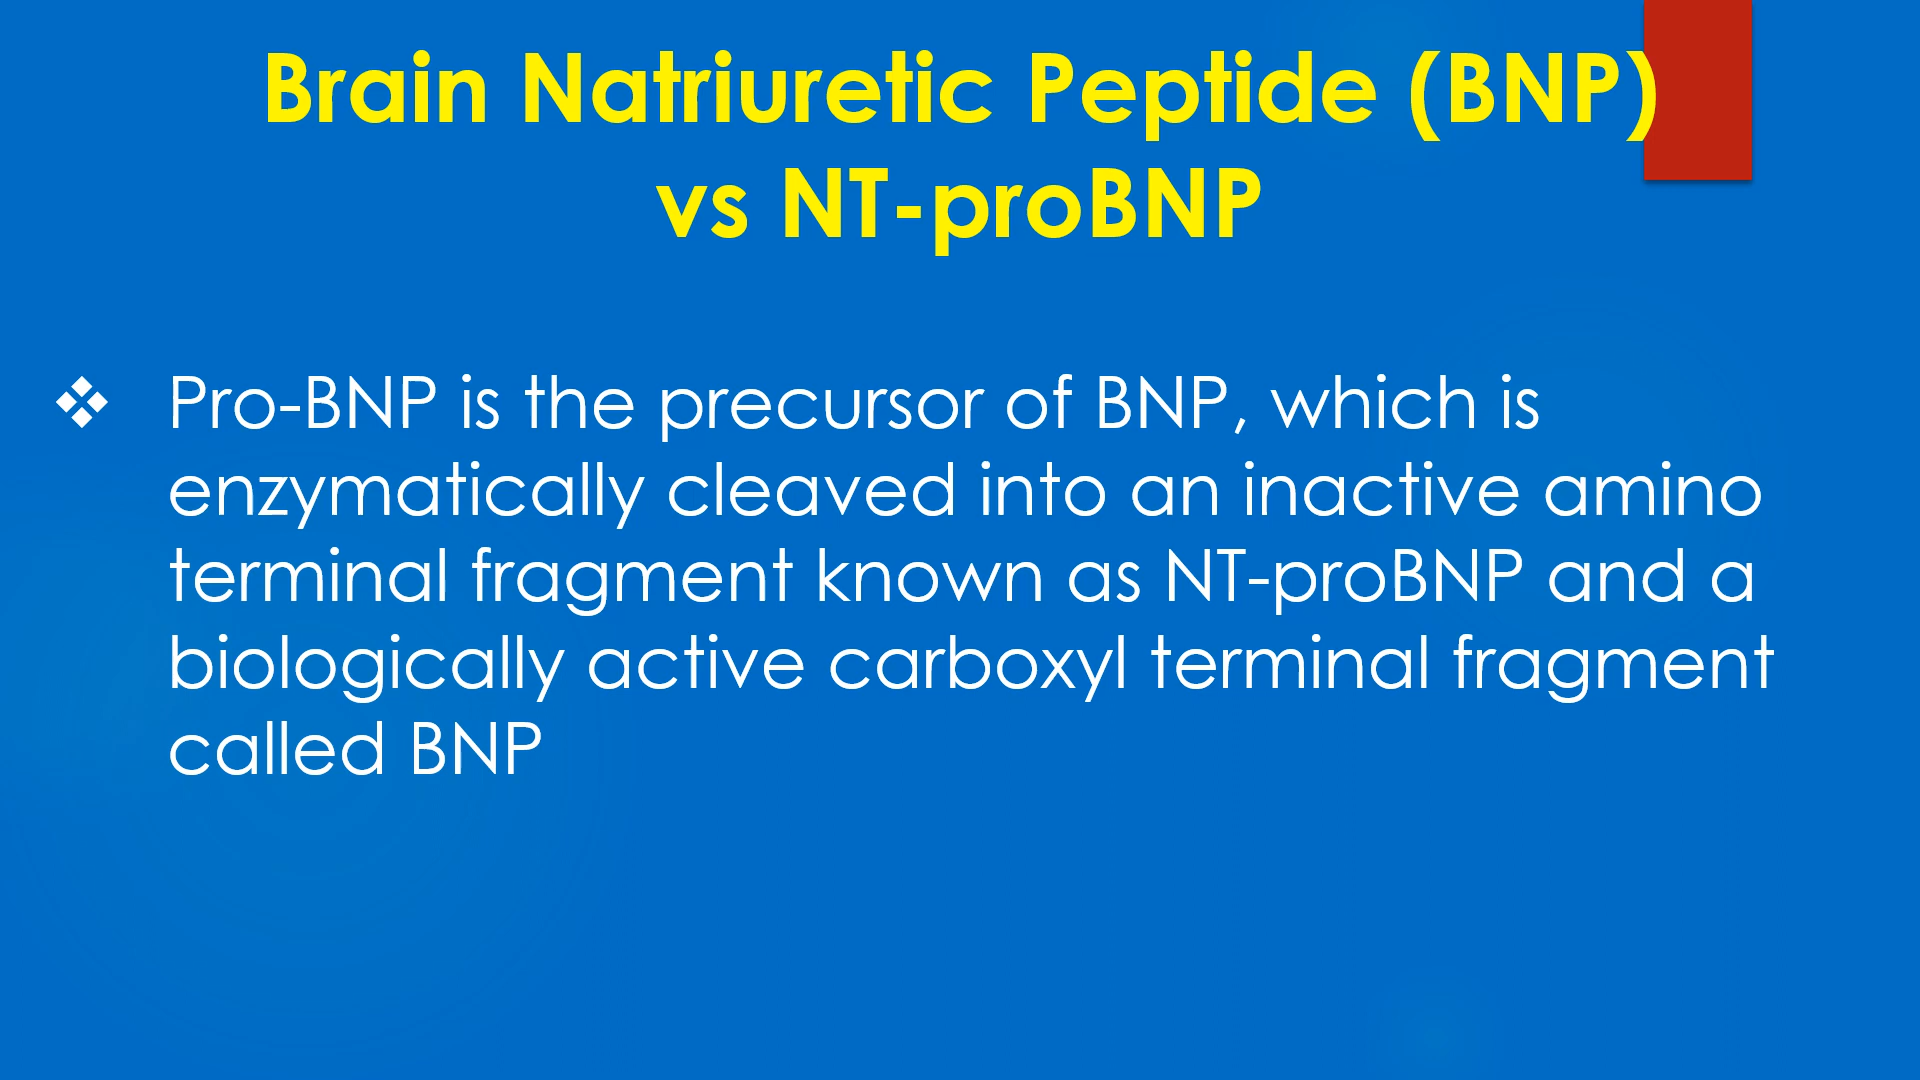 Brain Natriuretic Peptide (BNP)
vs NT-proBNP
❖ Pro-BNP is the precursor of BNP, which is
enzymatically cleaved into an inactive amino
terminal fragment known as NT-proBNP and a
biologically active carboxyl terminal fragment
called BNP